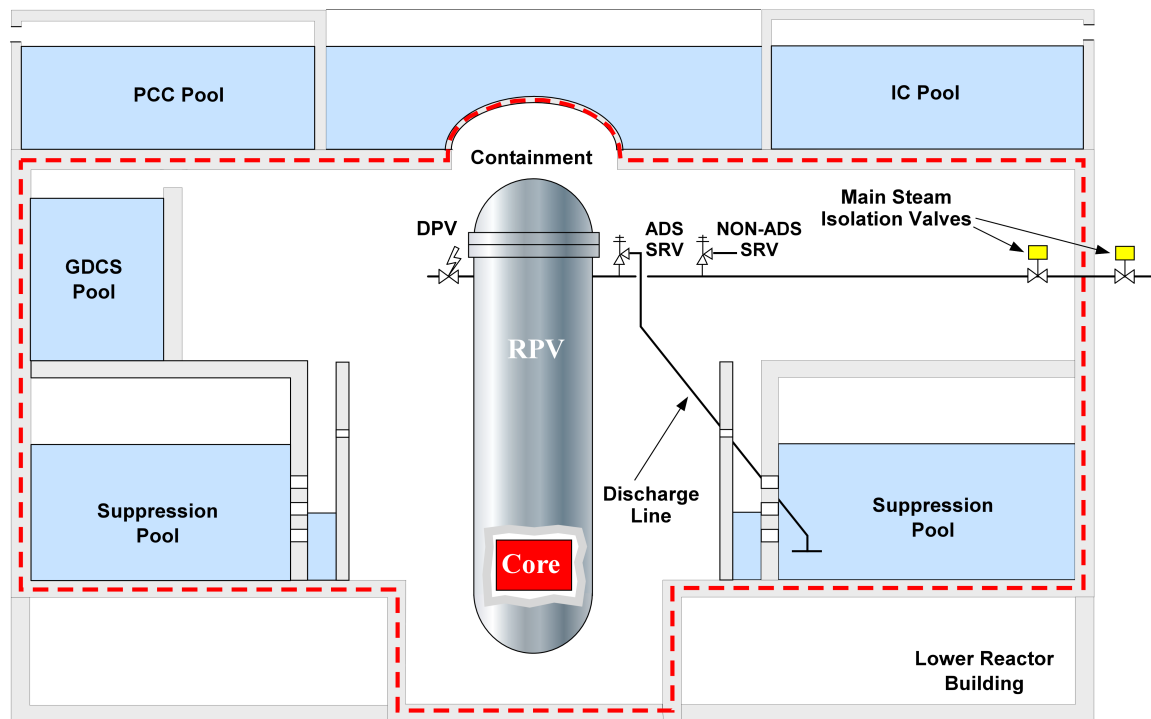 PCC Pool
IC Pool
Containment
Main Steam
Isolation Valves
DPV
ADS
SRV
NON-ADS
SRV
GDCS
Pool
RPV
Suppression
Pool
Discharge
Line
Suppression
Pool
Core
Lower Reactor
Building